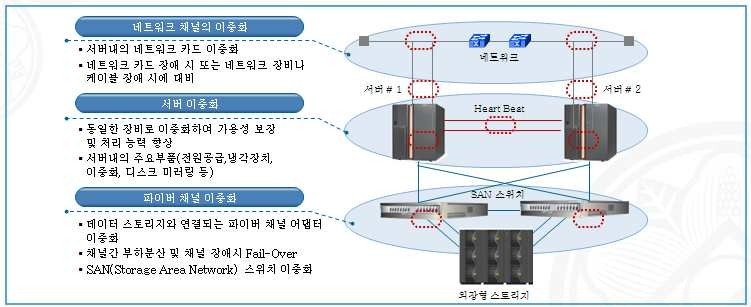 네트워크 채널의 이중화
▪ 서버내의 네트워크 카드 이중화
▪ 네트워크 카드 장애 시 또는 네트워크 장비나
케이블 장애 시에 대비
서버 이중화
▪ 동일한 장비로 이중화하여 가용성 보장
및 처리 능력 향상
▪ 서버내의 주요부품(전원공급,냉각장치,
이중화, 디스크 미러링 등)
파이버 채널 이중화
▪ 데이터 스토리지와 연결되는 파이버 채널 어댑터
이중화
▪ 채널간 부하분산 및 채널 장애시 Fail-Over
▪ SAN(Storage Area Network) 스위치 이중화
네트워크
서버 # 1
서버 # 2
Heart Beat
SAN 스위치
외장형 스토리지